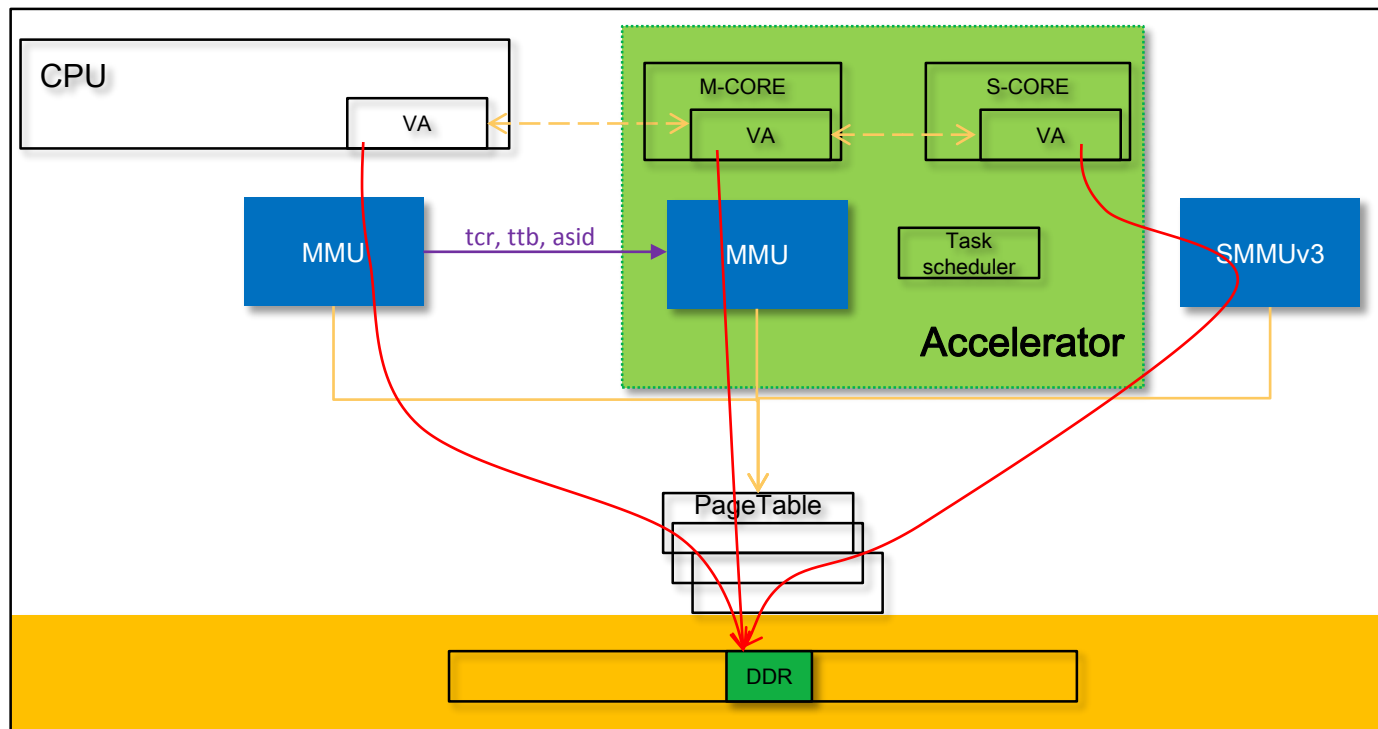 CPU
VA
M-CORE
VA
S-CORE
VA
MMU
tcr, ttb, asid
MMU
Task
scheduler
SMMUv3
Accelerator
PageTable
DDR